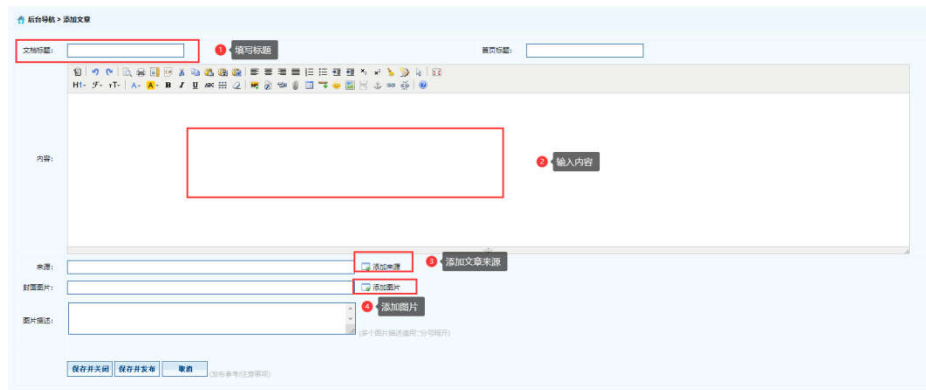 后台导航 > 添加文章
文档标题: 1 填写标题 首页标题:
H1 F T A A B I U ABC
内容: 2 输入内容
来源: 添加来源 3 添加文章来源
封面图片: 添加图片
4 添加图片
图片描述: (多个图片描述请用;分号隔开)
保存并关闭 保存并发布 取消